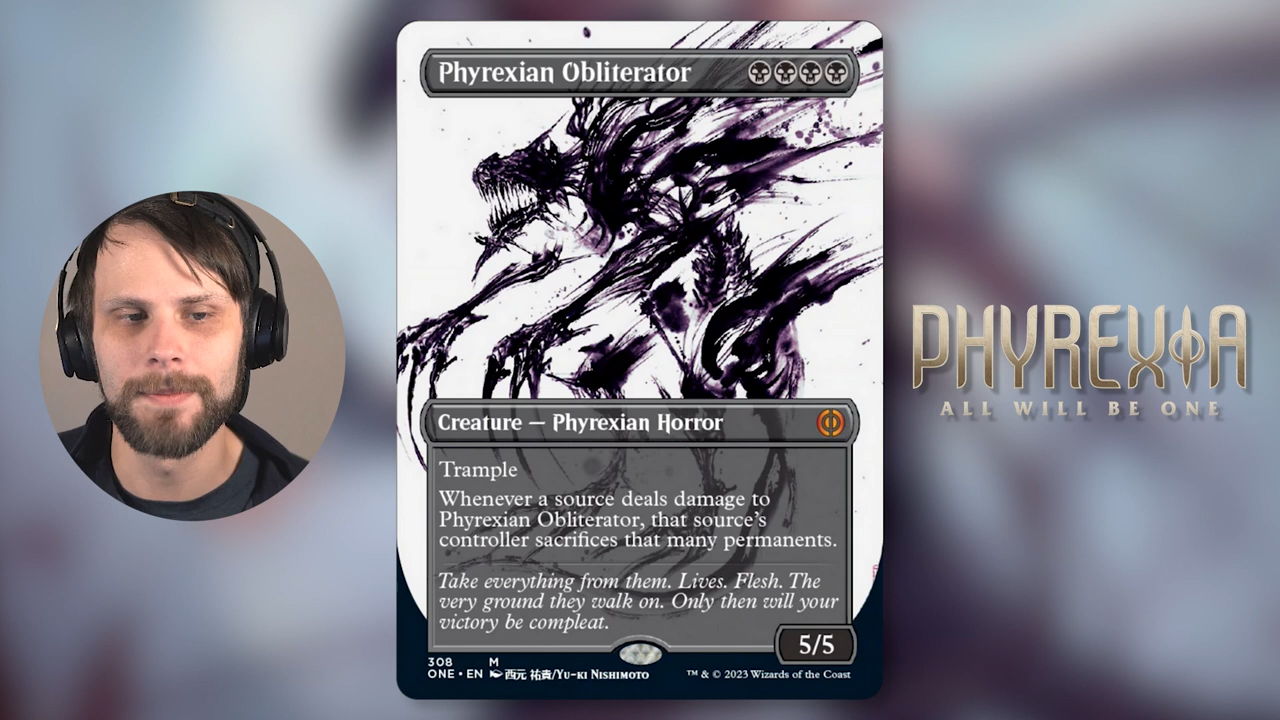 Phyrexian Obliterator
Creature — Phyrexian Horror
Trample
Whenever a source deals damage to
Phyrexian Obliterator, that source's
controller sacrifices that many permanents.
Take everything from them. Lives. Flesh. The
very ground they walk on. Only then will your
victory be compleat.
5/5
308 M
ONE • EN 西元 祐貴/Yu-ki Nishimoto
™ & © 2023 Wizards of the Coast
PHYREXIA
ALL WILL BE ONE